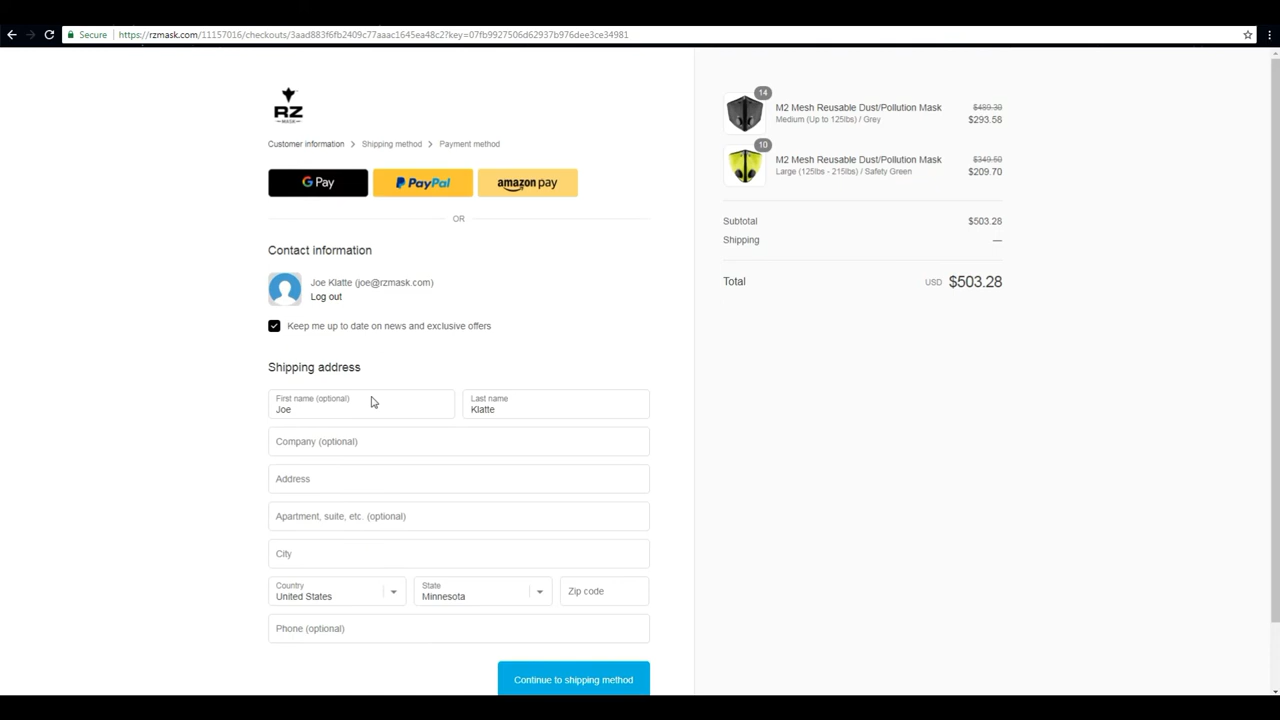 Secure
https://rzmask.com/11157016/checkouts/3aad883f6fb2409c77aaac1645ea48c2?key=07fb9927506d62937b976dee3ce34981
RZ
MASK
Customer information > Shipping method > Payment method
G Pay PayPal amazon pay
OR
Contact information
Joe Klatte (joe@rzmask.com)
Log out
Keep me up to date on news and exclusive offers
Shipping address
First name (optional) Last name
Joe Klatte
Company (optional)
Address
Apartment, suite, etc. (optional)
City
Country State
United States Minnesota Zip code
Phone (optional)
Continue to shipping method
14
M2 Mesh Reusable Dust/Pollution Mask $489.30
Medium (Up to 125lbs) / Grey $293.58
10
M2 Mesh Reusable Dust/Pollution Mask $349.50
Large (125lbs - 215lbs) / Safety Green $209.70
Subtotal $503.28
Shipping —
Total USD $503.28